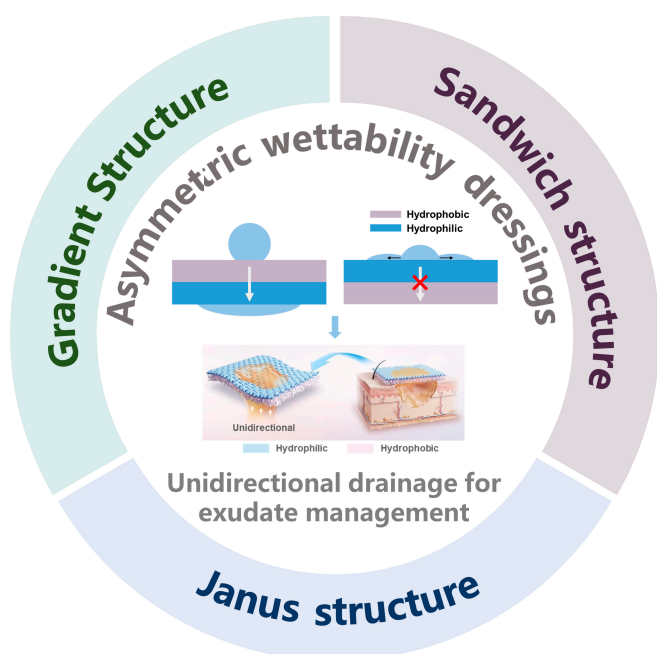 Gradient Structure
Sandwich structure
Asymmetric wettability dressings
Hydrophobic
Hydrophilic
Unidirectional
Hydrophilic
Hydrophobic
Unidirectional drainage for
exudate management
Janus structure